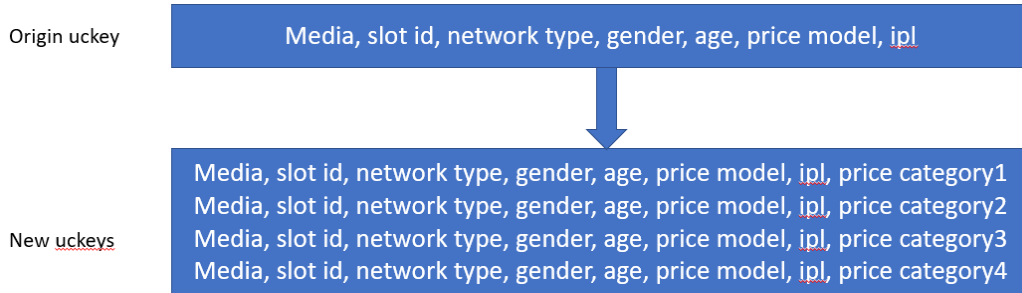 Origin uckey
Media, slot id, network type, gender, age, price model, ipl
New uckeys
Media, slot id, network type, gender, age, price model, ipl, price category1
Media, slot id, network type, gender, age, price model, ipl, price category2
Media, slot id, network type, gender, age, price model, ipl, price category3
Media, slot id, network type, gender, age, price model, ipl, price category4